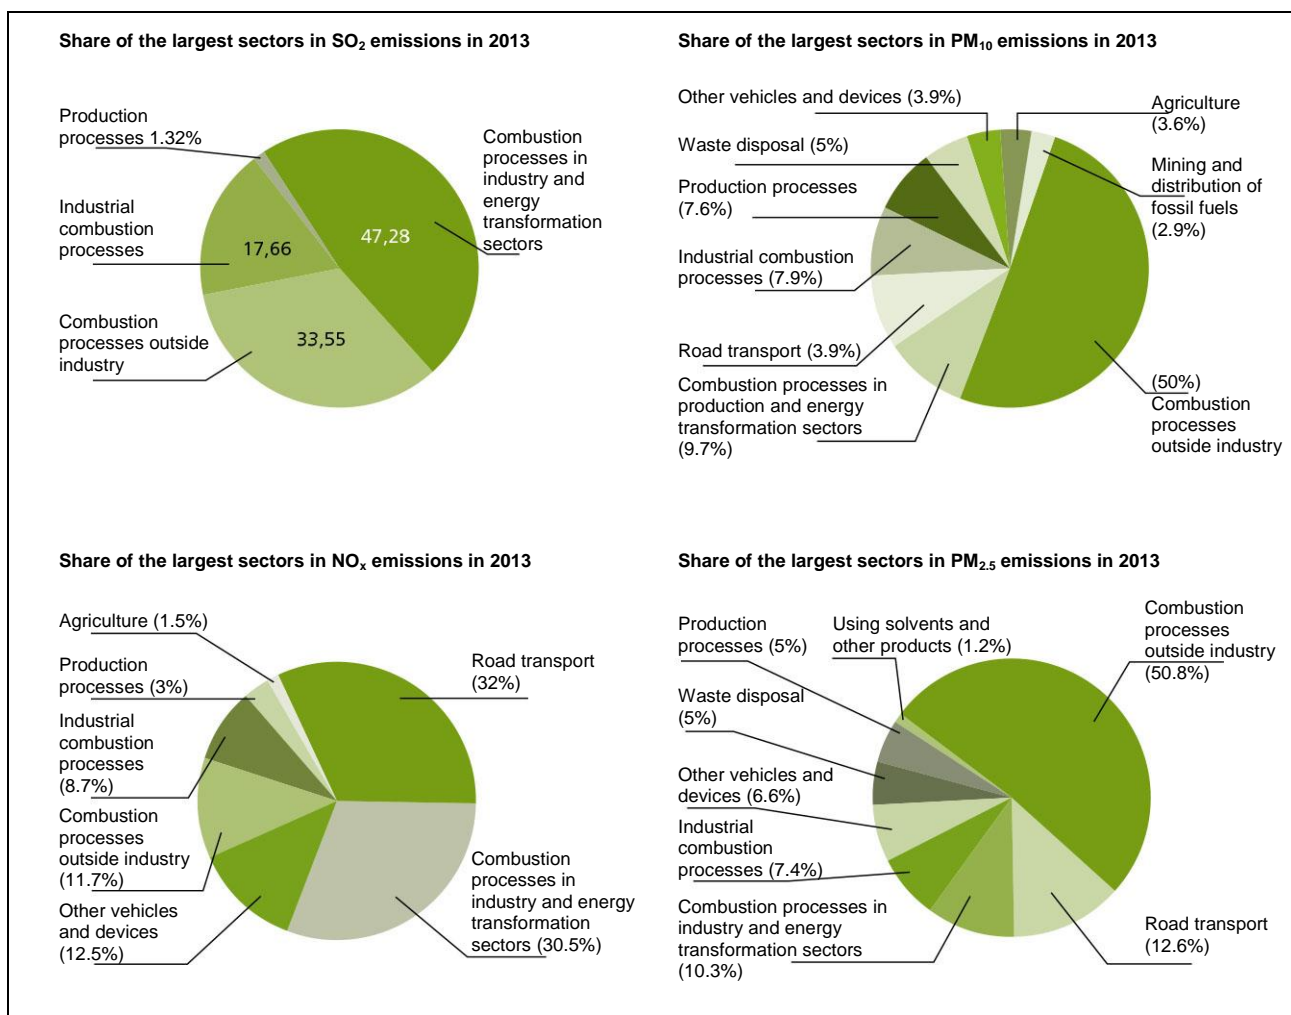 Share of the largest sectors in SO₂ emissions in 2013
Production
processes 1.32%
Industrial
combustion
processes
Combustion
processes outside
industry
Combustion
processes in
industry and
energy
transformation
sectors
47,28
17,66
33,55
Share of the largest sectors in PM₁₀ emissions in 2013
Other vehicles and devices (3.9%)
Waste disposal (5%)
Production processes
(7.6%)
Industrial combustion
processes (7.9%)
Road transport (3.9%)
Combustion processes in
production and energy
transformation sectors
(9.7%)
Agriculture
(3.6%)
Mining and
distribution of
fossil fuels
(2.9%)
(50%)
Combustion
processes
outside industry
Share of the largest sectors in NOₓ emissions in 2013
Agriculture (1.5%)
Production
processes (3%)
Industrial
combustion
processes
(8.7%)
Combustion
processes
outside industry
(11.7%)
Other vehicles
and devices
(12.5%)
Road transport
(32%)
Combustion
processes in
industry and energy
transformation
sectors (30.5%)
Share of the largest sectors in PM₂.₅ emissions in 2013
Production
processes (5%)
Using solvents and
other products (1.2%)
Waste disposal
(5%)
Other vehicles and
devices (6.6%)
Industrial
combustion
processes (7.4%)
Combustion processes in
industry and energy
transformation sectors
(10.3%)
Combustion
processes
outside industry
(50.8%)
Road transport
(12.6%)